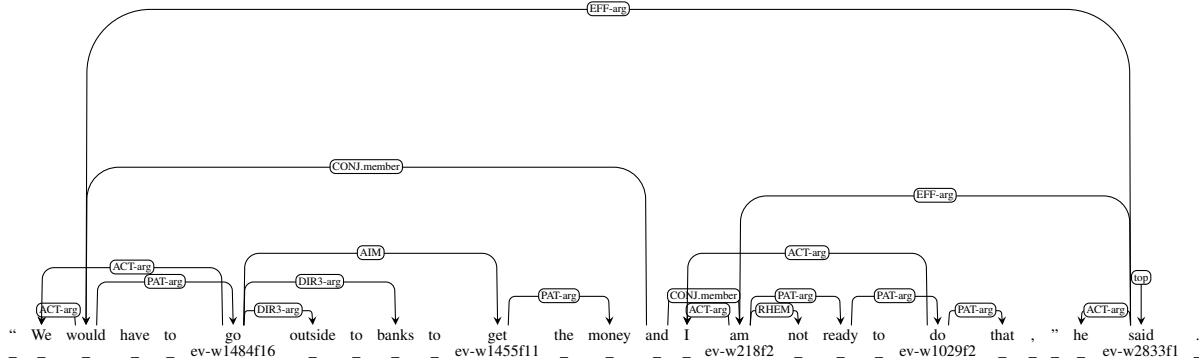 EFF-arg
CONJ.member
EFF-arg
AIM
ACT-arg
ACT-arg
top
PAT-arg
DIR3-arg
PAT-arg
CONJ.member
PAT-arg
PAT-arg
ACT-arg
DIR3-arg
ACT-arg
RHEM
PAT-arg
ACT-arg
“ We would have to go outside to banks to get the money and I am not ready to do that , ” he said
_ _ _ _ _ ev-w1484f16 _ _ _ _ ev-w1455f11 _ _ _ _ ev-w218f2 _ _ _ ev-w1029f2 _ _ _ _ ev-w2833f1 _